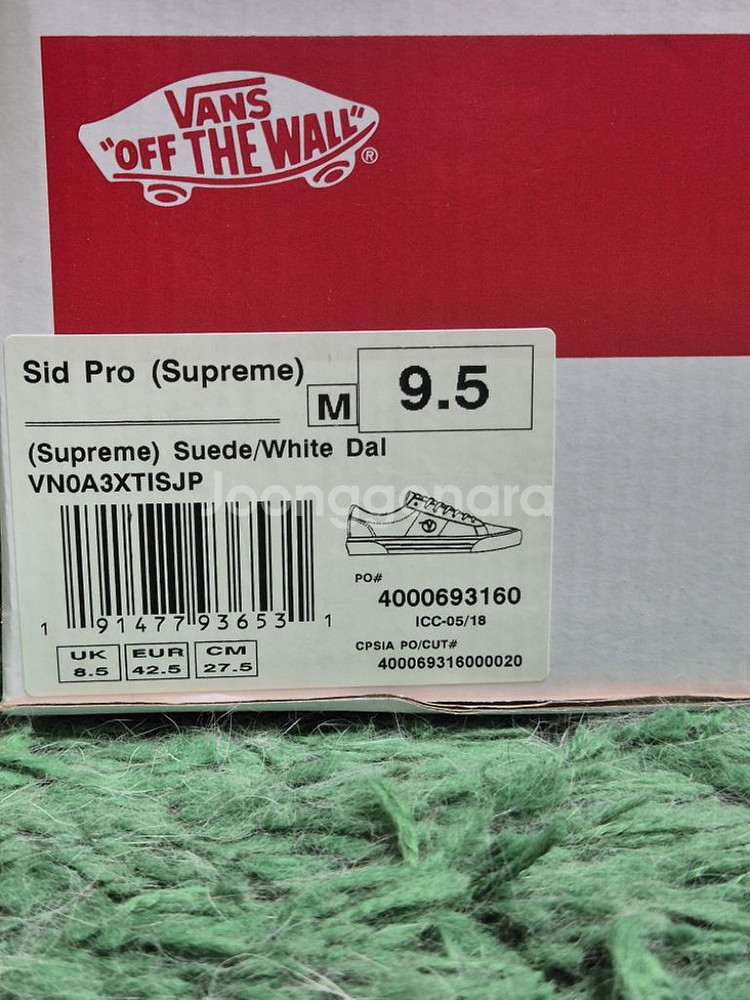 VANS
"OFF THE WALL"
®
Sid Pro (Supreme)
M
9.5
(Supreme) Suede/White Dal
VN0A3XTISJP
Joonggonara
PO#
4000693160
ICC-05/18
1 91477 93653 1
CPSIA PO/CUT#
400069316000020
UK
8.5
EUR
42.5
CM
27.5